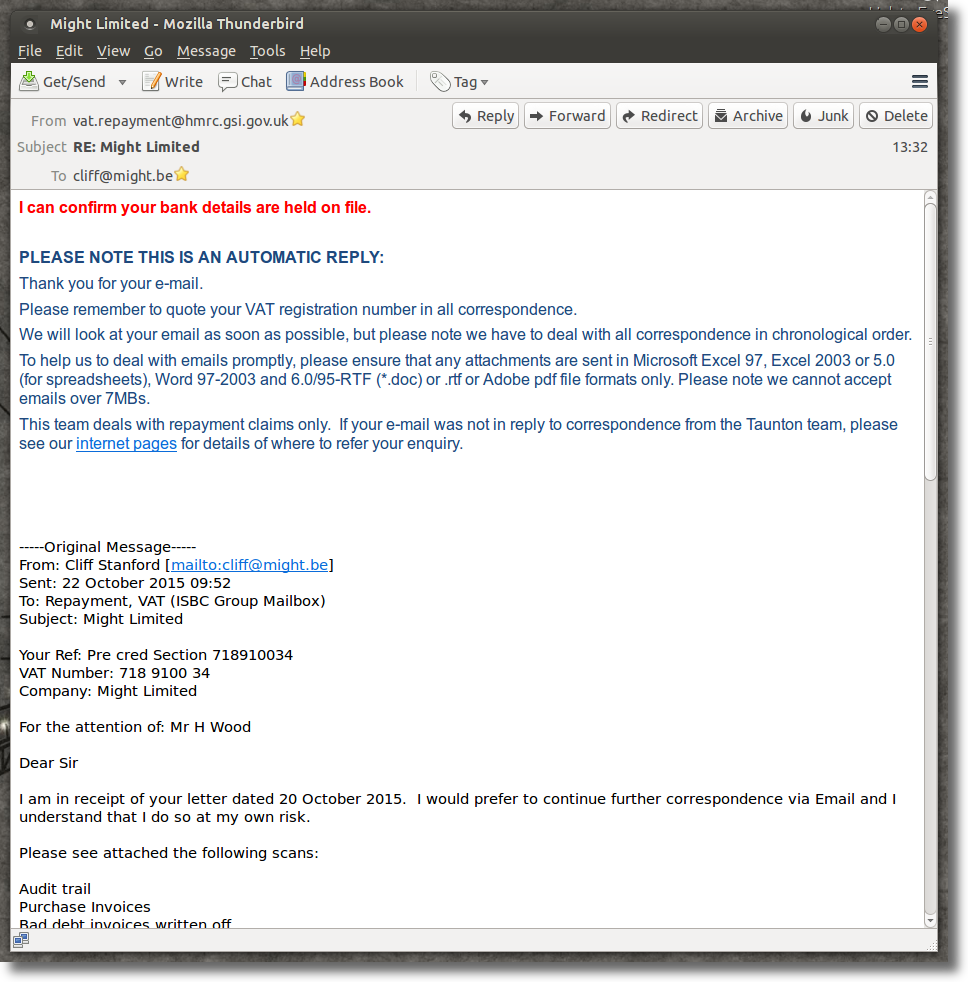 Might Limited - Mozilla Thunderbird
File Edit View Go Message Tools Help
Get/Send Write Chat Address Book Tag
From vat.repayment@hmrc.gsi.gov.uk Reply Forward Redirect Archive Junk Delete
Subject RE: Might Limited 13:32
To cliff@might.be
I can confirm your bank details are held on file.
PLEASE NOTE THIS IS AN AUTOMATIC REPLY:
Thank you for your e-mail.
Please remember to quote your VAT registration number in all correspondence.
We will look at your email as soon as possible, but please note we have to deal with all correspondence in chronological order.
To help us to deal with emails promptly, please ensure that any attachments are sent in Microsoft Excel 97, Excel 2003 or 5.0
(for spreadsheets), Word 97-2003 and 6.0/95-RTF (*.doc) or .rtf or Adobe pdf file formats only. Please note we cannot accept
emails over 7MBs.
This team deals with repayment claims only.  If your e-mail was not in reply to correspondence from the Taunton team, please
see our internet pages for details of where to refer your enquiry.
-----Original Message-----
From: Cliff Stanford [mailto:cliff@might.be]
Sent: 22 October 2015 09:52
To: Repayment, VAT (ISBC Group Mailbox)
Subject: Might Limited
Your Ref: Pre cred Section 718910034
VAT Number: 718 9100 34
Company: Might Limited
For the attention of: Mr H Wood
Dear Sir
I am in receipt of your letter dated 20 October 2015.  I would prefer to continue further correspondence via Email and I
understand that I do so at my own risk.
Please see attached the following scans:
Audit trail
Purchase Invoices
Bad debt invoices written off